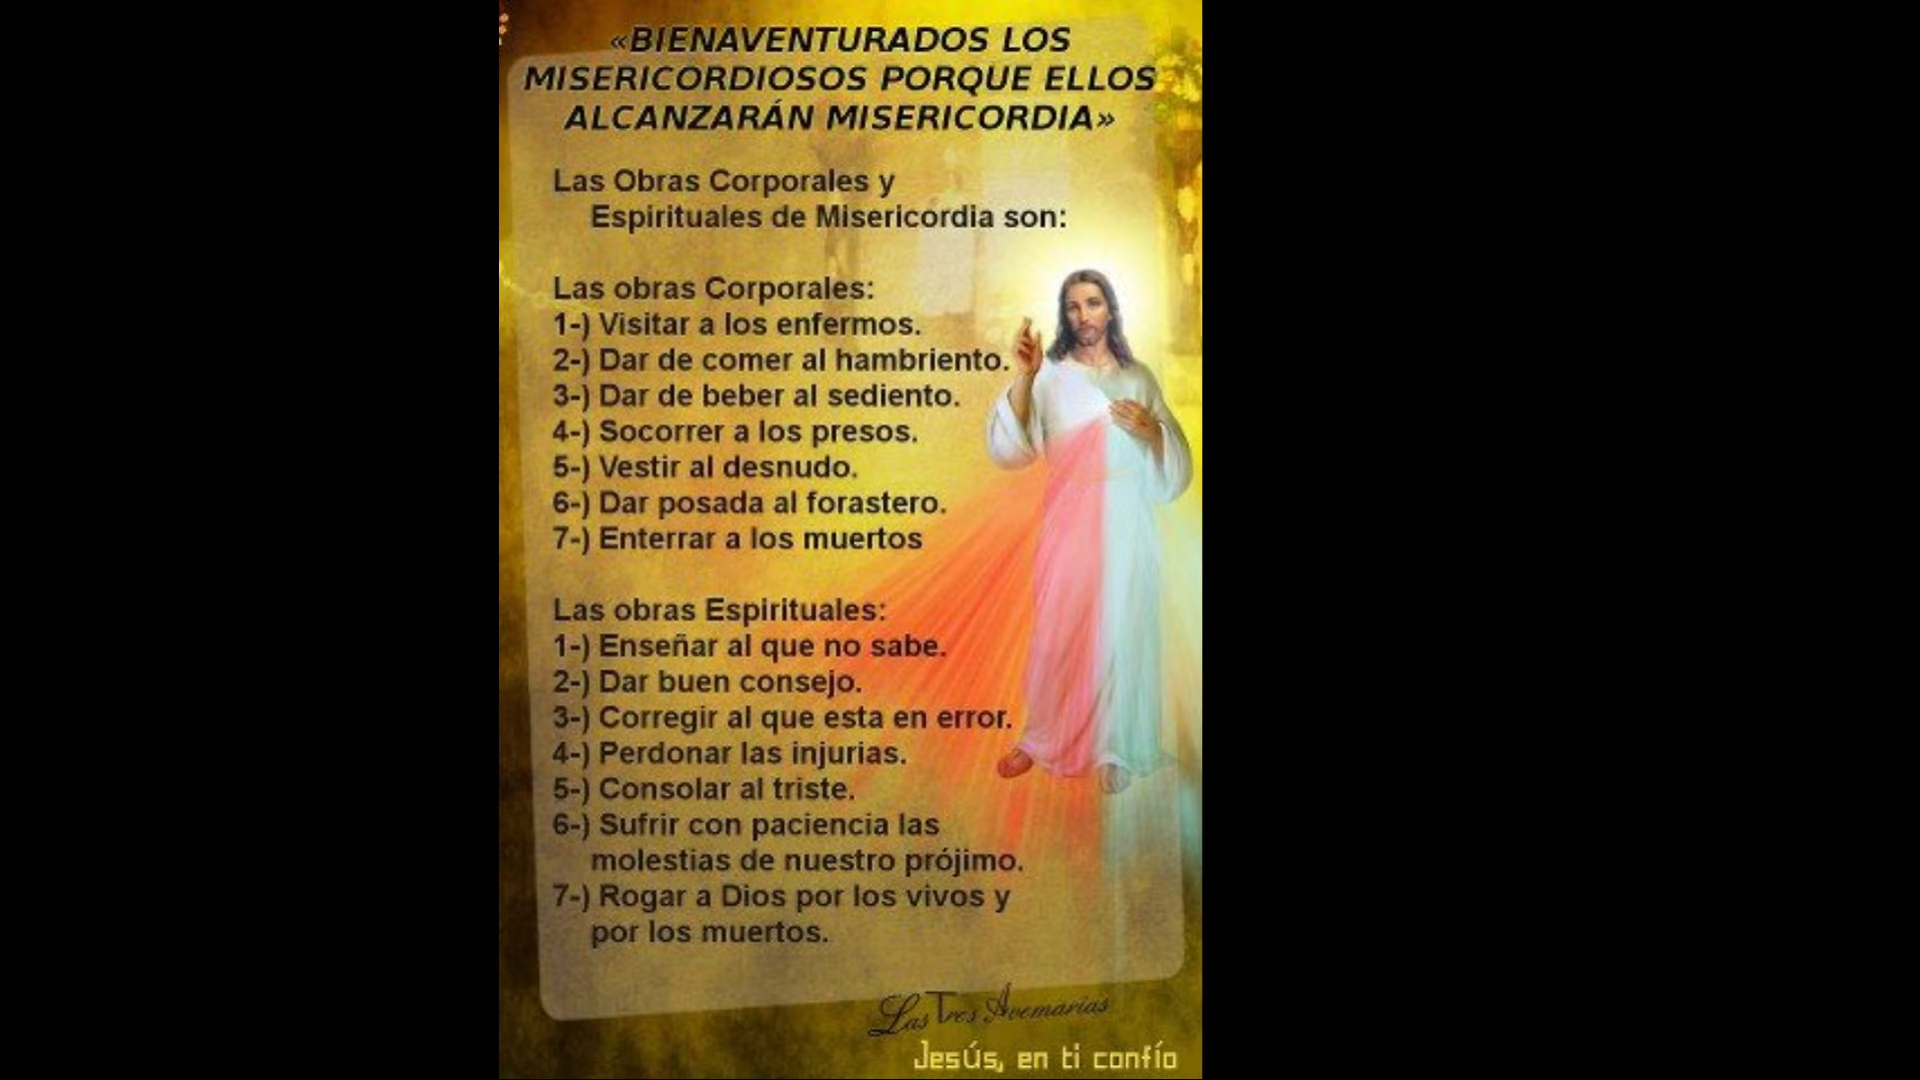 «BIENAVENTURADOS LOS
MISERICORDIOSOS PORQUE ELLOS
ALCANZARÁN MISERICORDIA»
Las Obras Corporales y
Espirituales de Misericordia son:
Las obras Corporales:
1-) Visitar a los enfermos.
2-) Dar de comer al hambriento.
3-) Dar de beber al sediento.
4-) Socorrer a los presos.
5-) Vestir al desnudo.
6-) Dar posada al forastero.
7-) Enterrar a los muertos
Las obras Espirituales:
1-) Enseñar al que no sabe.
2-) Dar buen consejo.
3-) Corregir al que esta en error.
4-) Perdonar las injurias.
5-) Consolar al triste.
6-) Sufrir con paciencia las
molestias de nuestro prójimo.
7-) Rogar a Dios por los vivos y
por los muertos.
Las Tres Avemarías
Jesús, en ti confío